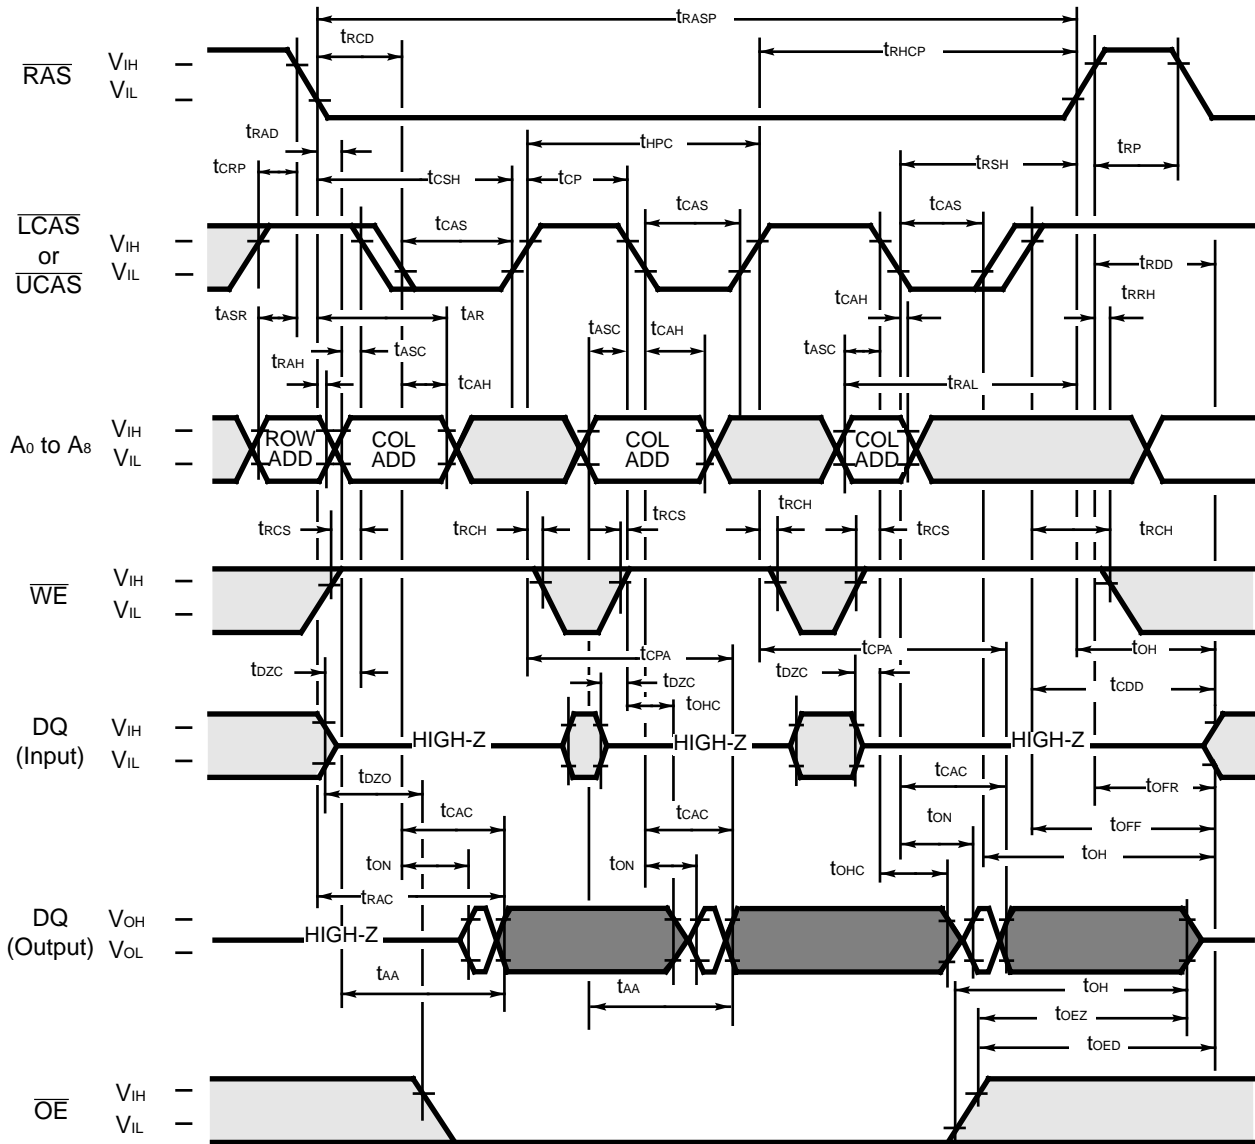 tRASP
tRCD
tRHCP
RAS
VIH
VIL
tRAD
tHPC
tRP
tCRP
tCSH
tCP
tRSH
LCAS
or
UCAS
VIH
VIL
tCAS
tCAS
tCAS
tRDD
tCAH
tRRH
tASR
tAR
tASC
tCAH
tRAH
tASC
tASC
tCAH
tRAL
A0 to A8
VIH
VIL
ROW
ADD
COL
ADD
COL
ADD
COL
ADD
tRCS
tRCH
tRCS
tRCH
tRCS
tRCH
WE
VIH
VIL
tCPA
tCPA
tOH
tDZC
tDZC
tDZC
tCDD
tOHC
DQ
(Input)
VIH
VIL
HIGH-Z
HIGH-Z
HIGH-Z
tDZO
tCAC
tOFR
tCAC
tCAC
tON
tOFF
tON
tON
tOHC
tOH
tRAC
DQ
(Output)
VOH
VOL
HIGH-Z
tAA
tAA
tOH
tOEZ
tOED
OE
VIH
VIL